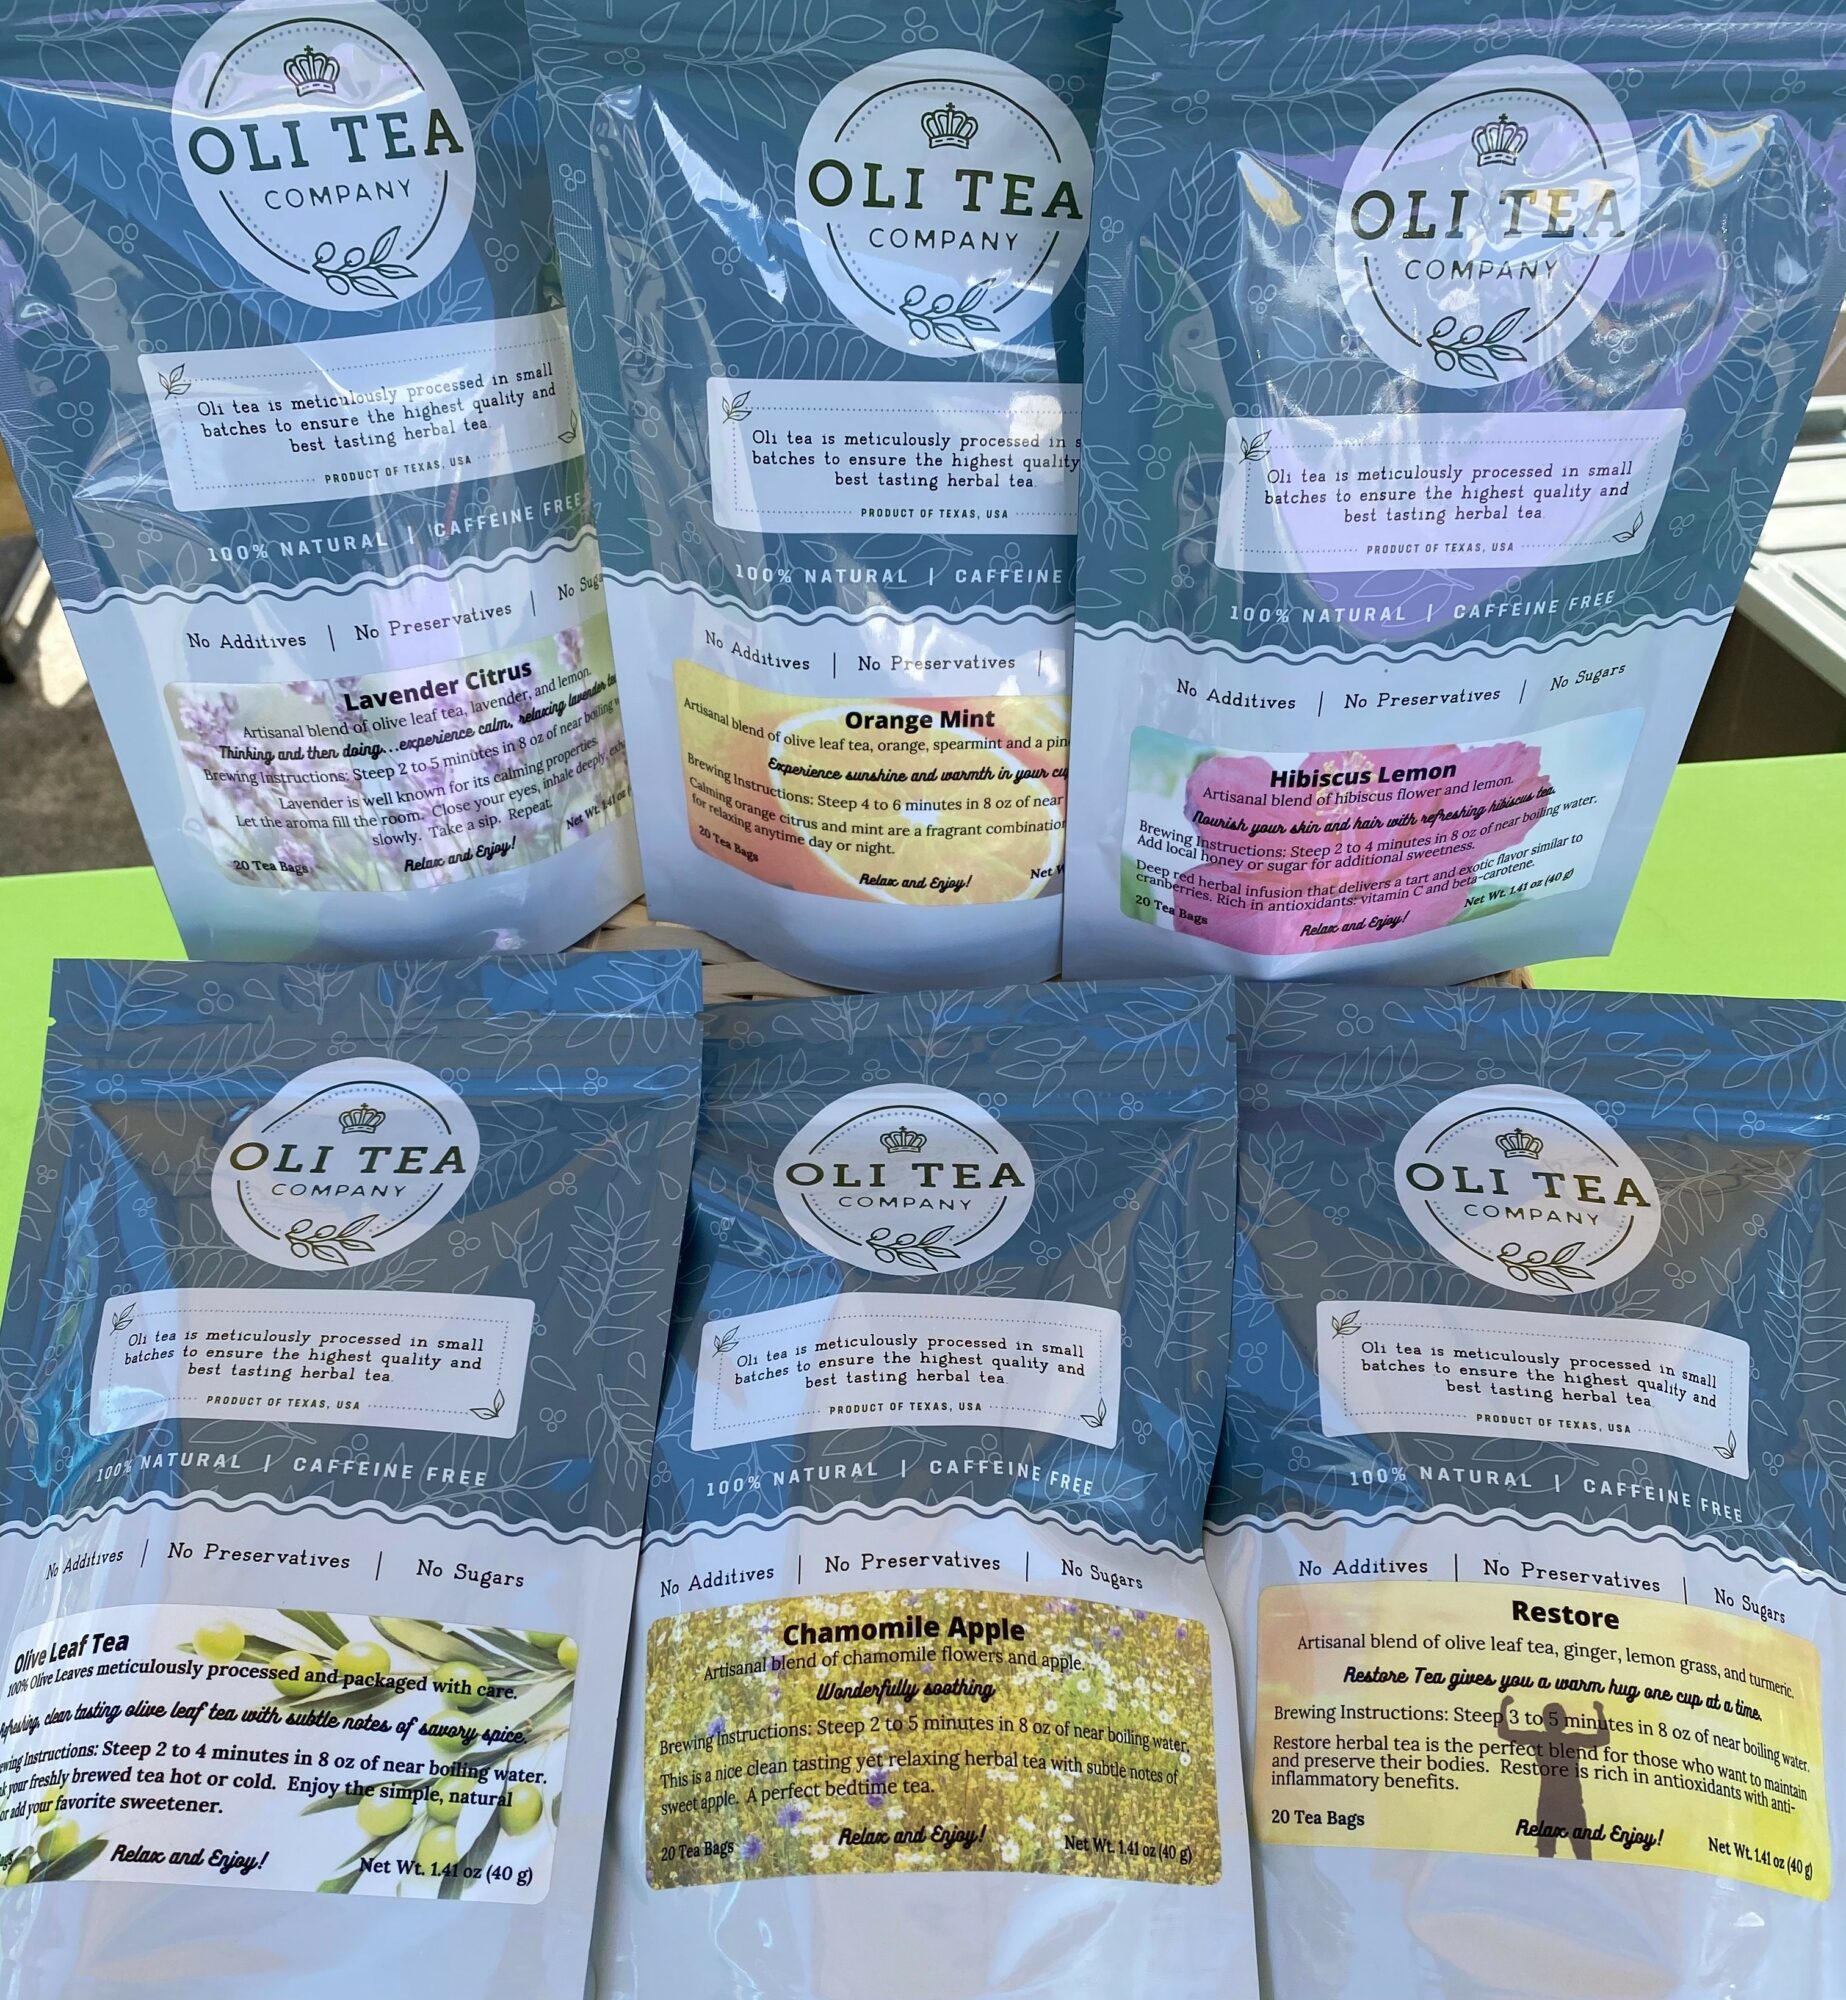 OLI TEA
COMPANY
Oli tea is meticulously processed in small
batches to ensure the highest quality and
best tasting herbal tea.
PRODUCT OF TEXAS, USA
100% NATURAL | CAFFEINE FREE
No Additives | No Preservatives | No
Lavender Citrus
Artisanal blend of olive leaf tea, lavender, and lemon.
Thinking and then doing...experience calm, relaxing lavender
Brewing Instructions: Steep 2 to 5 minutes in 8 oz of near boiling
Lavender is well known for its calming properties.
Let the aroma fill the room. Close your eyes, inhale deeply,
slowly. Take a sip. Repeat.
20 Tea Bags
Relax and Enjoy!
Net Wt. 1.41 oz
OLI TEA
COMPANY
Oli tea is meticulously processed in
batches to ensure the highest quality
best tasting herbal tea.
PRODUCT OF TEXAS, USA
100% NATURAL | CAFFEINE
No Additives | No Preservatives |
Orange Mint
Artisanal blend of olive leaf tea, orange, spearmint and a
Experience sunshine and warmth in your
Brewing Instructions: Steep 4 to 6 minutes in 8 oz of near
Calming orange citrus and mint are a fragrant combination
for relaxing anytime day or night.
20 Tea Bags
Relax and Enjoy!
Net
OLI TEA
COMPANY
Oli tea is meticulously processed in small
batches to ensure the highest quality and
best tasting herbal tea.
PRODUCT OF TEXAS, USA
100% NATURAL | CAFFEINE FREE
No Additives | No Preservatives | No Sugars
Hibiscus Lemon
Artisanal blend of hibiscus flower and lemon.
Nourish your skin and hair with refreshing hibiscus tea.
Brewing Instructions: Steep 2 to 4 minutes in 8 oz of near boiling water.
Add local honey or sugar for additional sweetness.
Deep red herbal infusion that delivers a tart and exotic flavor similar to
cranberries. Rich in antioxidants: vitamin C and beta-carotene.
20 Tea Bags
Relax and Enjoy!
Net Wt. 1.41 oz (40 g)
OLI TEA
COMPANY
Oli tea is meticulously processed in small
batches to ensure the highest quality and
best tasting herbal tea.
PRODUCT OF TEXAS, USA
100% NATURAL | CAFFEINE FREE
No Additives | No Preservatives | No Sugars
Olive Leaf Tea
100% Olive Leaves meticulously processed and packaged with care.
clean tasting olive leaf tea with subtle notes of savory spice.
Instructions: Steep 2 to 4 minutes in 8 oz of near boiling water.
your freshly brewed tea hot or cold. Enjoy the simple, natural
or add your favorite sweetener.
Relax and Enjoy!
Net Wt. 1.41 oz (40 g)
OLI TEA
COMPANY
Oli tea is meticulously processed in small
batches to ensure the highest quality and
best tasting herbal tea.
PRODUCT OF TEXAS, USA
100% NATURAL | CAFFEINE FREE
No Additives | No Preservatives | No Sugars
Chamomile Apple
Artisanal blend of chamomile flowers and apple.
Wonderfully soothing
Brewing Instructions: Steep 2 to 5 minutes in 8 oz of near boiling water.
This is a nice clean tasting yet relaxing herbal tea with subtle notes of
sweet apple. A perfect bedtime tea.
20 Tea Bags
Relax and Enjoy!
Net Wt. 1.41 oz (40 g)
OLI TEA
COMPANY
Oli tea is meticulously processed in small
batches to ensure the highest quality and
best tasting herbal tea.
PRODUCT OF TEXAS, USA
100% NATURAL | CAFFEINE FREE
No Additives | No Preservatives | No Sugars
Restore
Artisanal blend of olive leaf tea, ginger, lemon grass, and turmeric.
Restore Tea gives you a warm hug one cup at a time.
Brewing Instructions: Steep 3 to 5 minutes in 8 oz of near boiling water.
Restore herbal tea is the perfect blend for those who want to maintain
and preserve their bodies. Restore is rich in antioxidants with anti-
inflammatory benefits.
20 Tea Bags
Relax and Enjoy!
Net Wt. 1.41 oz (40 g)